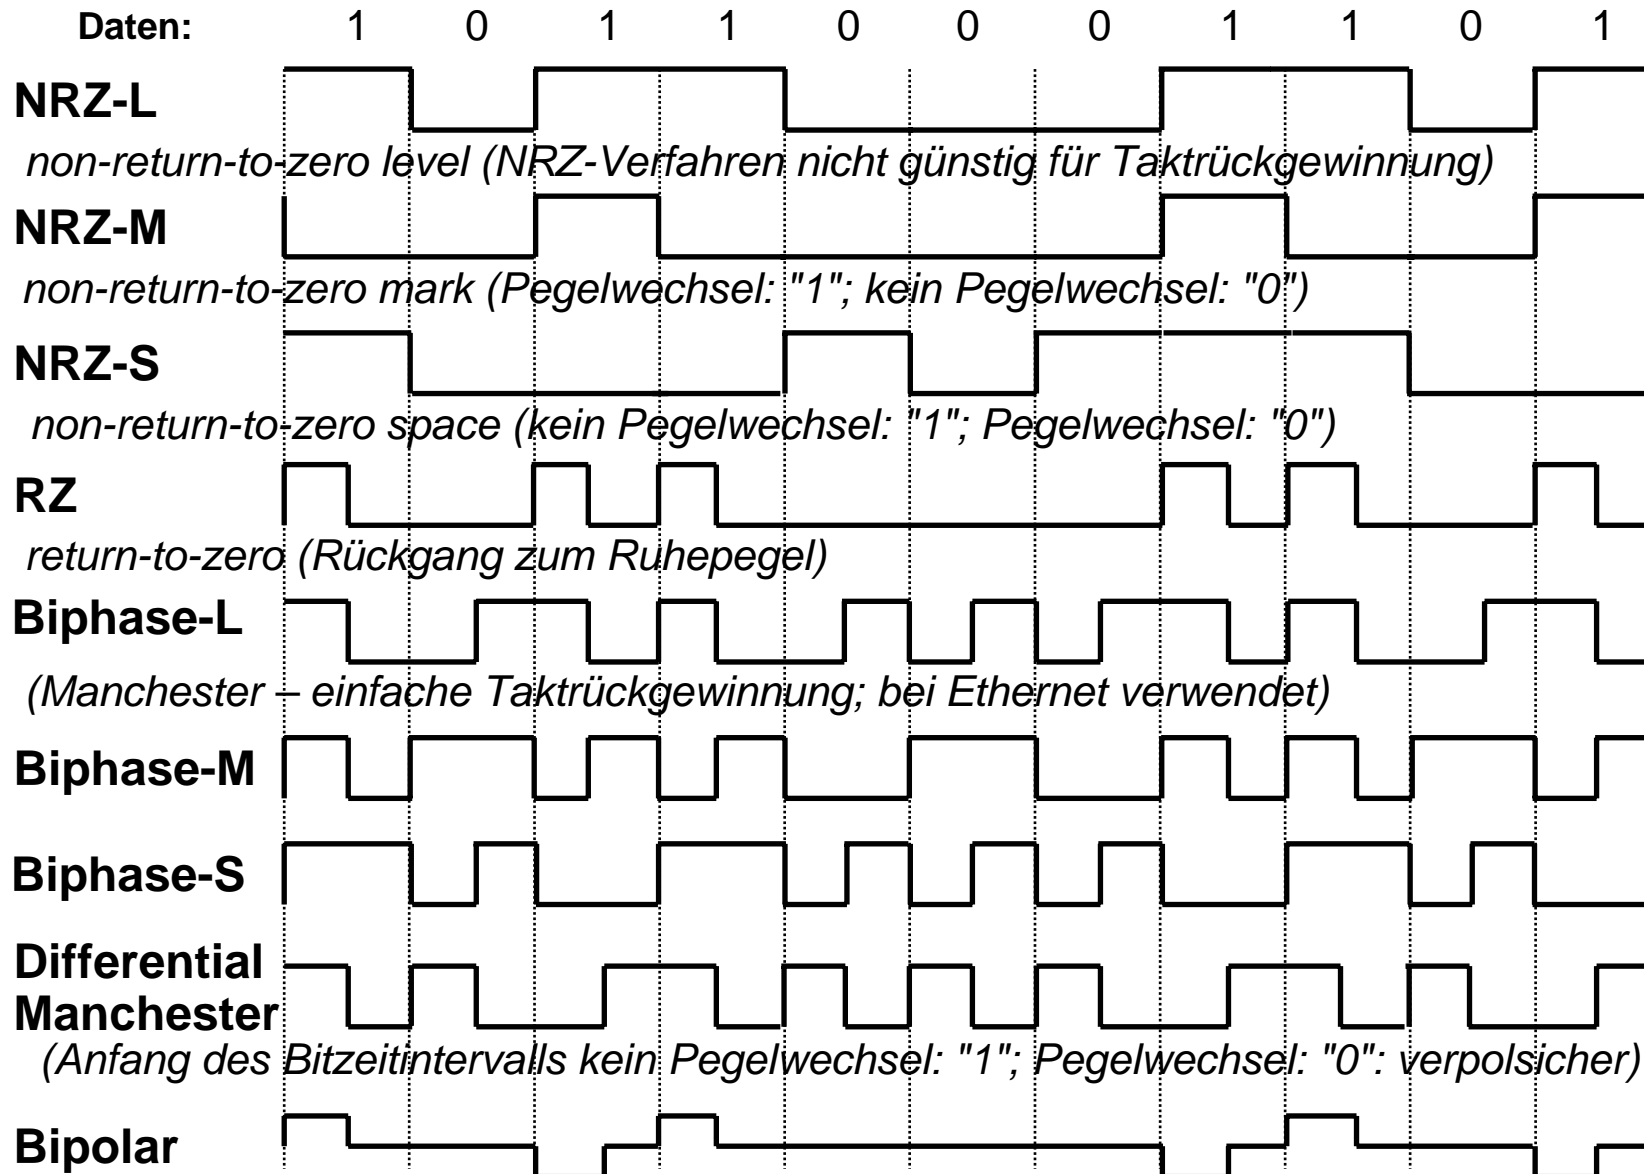 Daten: 1 0 1 1 0 0 0 1 1 0 1
NRZ-L
non-return-to-zero level (NRZ-Verfahren nicht günstig für Taktrückgewinnung)
NRZ-M
non-return-to-zero mark (Pegelwechsel: "1"; kein Pegelwechsel: "0")
NRZ-S
non-return-to-zero space (kein Pegelwechsel: "1"; Pegelwechsel: "0")
RZ
return-to-zero (Rückgang zum Ruhepegel)
Biphase-L
(Manchester – einfache Taktrückgewinnung; bei Ethernet verwendet)
Biphase-M
Biphase-S
Differential
Manchester
(Anfang des Bitzeitintervalls kein Pegelwechsel: "1"; Pegelwechsel: "0": verpolsicher)
Bipolar